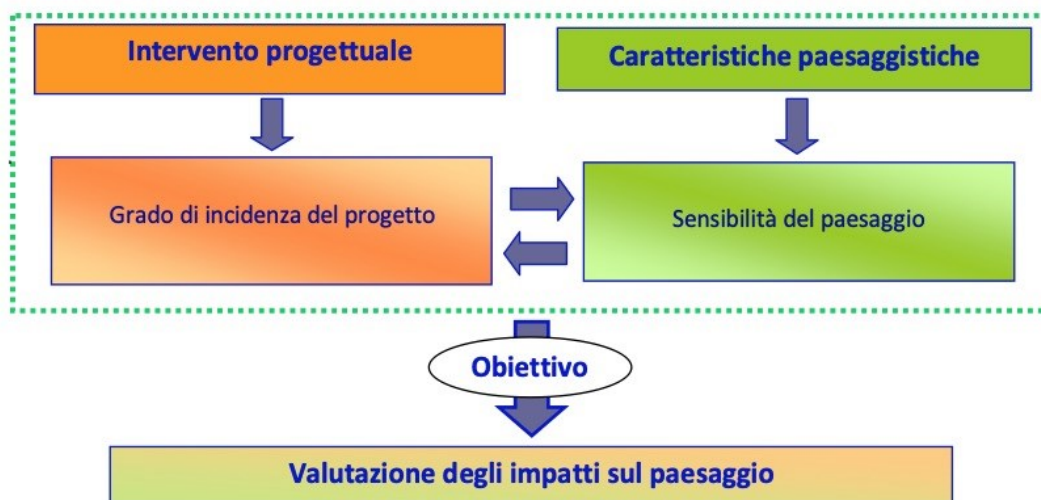 Intervento progettuale
Caratteristiche paesaggistiche
Grado di incidenza del progetto
Sensibilità del paesaggio
Obiettivo
Valutazione degli impatti sul paesaggio